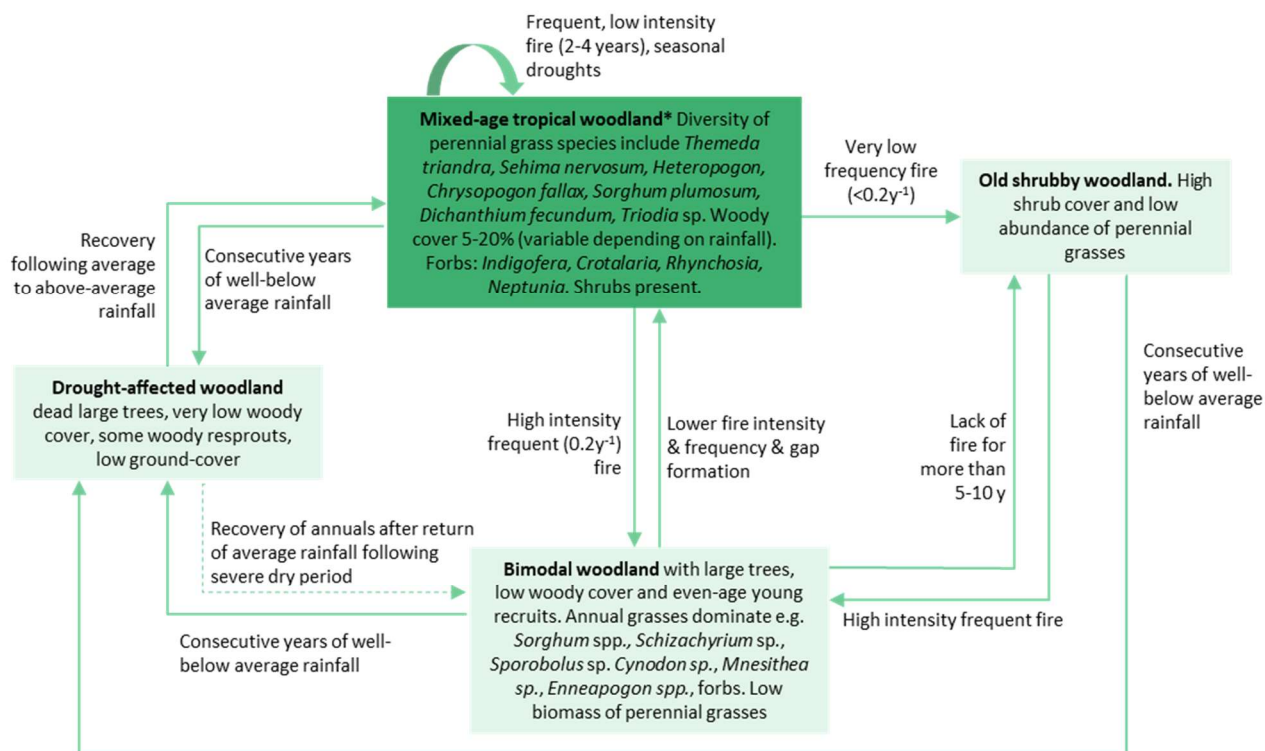 Frequent, low intensity
fire (2-4 years), seasonal
droughts
Mixed-age tropical woodland* Diversity of
perennial grass species include Themeda
triandra, Sehima nervosum, Heteropogon,
Chrysopogon fallax, Sorghum plumosum,
Dichanthium fecundum, Triodia sp. Woody
cover 5-20% (variable depending on rainfall).
Forbs: Indigofera, Crotalaria, Rhynchosia,
Neptunia. Shrubs present.
Very low
frequency fire
(<0.2y⁻¹)
Old shrubby woodland. High
shrub cover and low
abundance of perennial
grasses
Recovery
following average
to above-average
rainfall
Consecutive years
of well-below
average rainfall
Drought-affected woodland
dead large trees, very low woody
cover, some woody resprouts,
low ground-cover
High intensity
frequent (0.2y⁻¹)
fire
Lower fire intensity
& frequency & gap
formation
Lack of
fire for
more than
5-10 y
Consecutive
years of well-
below average
rainfall
Recovery of annuals after return
of average rainfall following
severe dry period
Bimodal woodland with large trees,
low woody cover and even-age young
recruits. Annual grasses dominate e.g.
Sorghum spp., Schizachyrium sp.,
Sporobolus sp. Cynodon sp., Mnesithea
sp., Enneapogon spp., forbs. Low
biomass of perennial grasses
High intensity frequent fire
Consecutive years of well-
below average rainfall